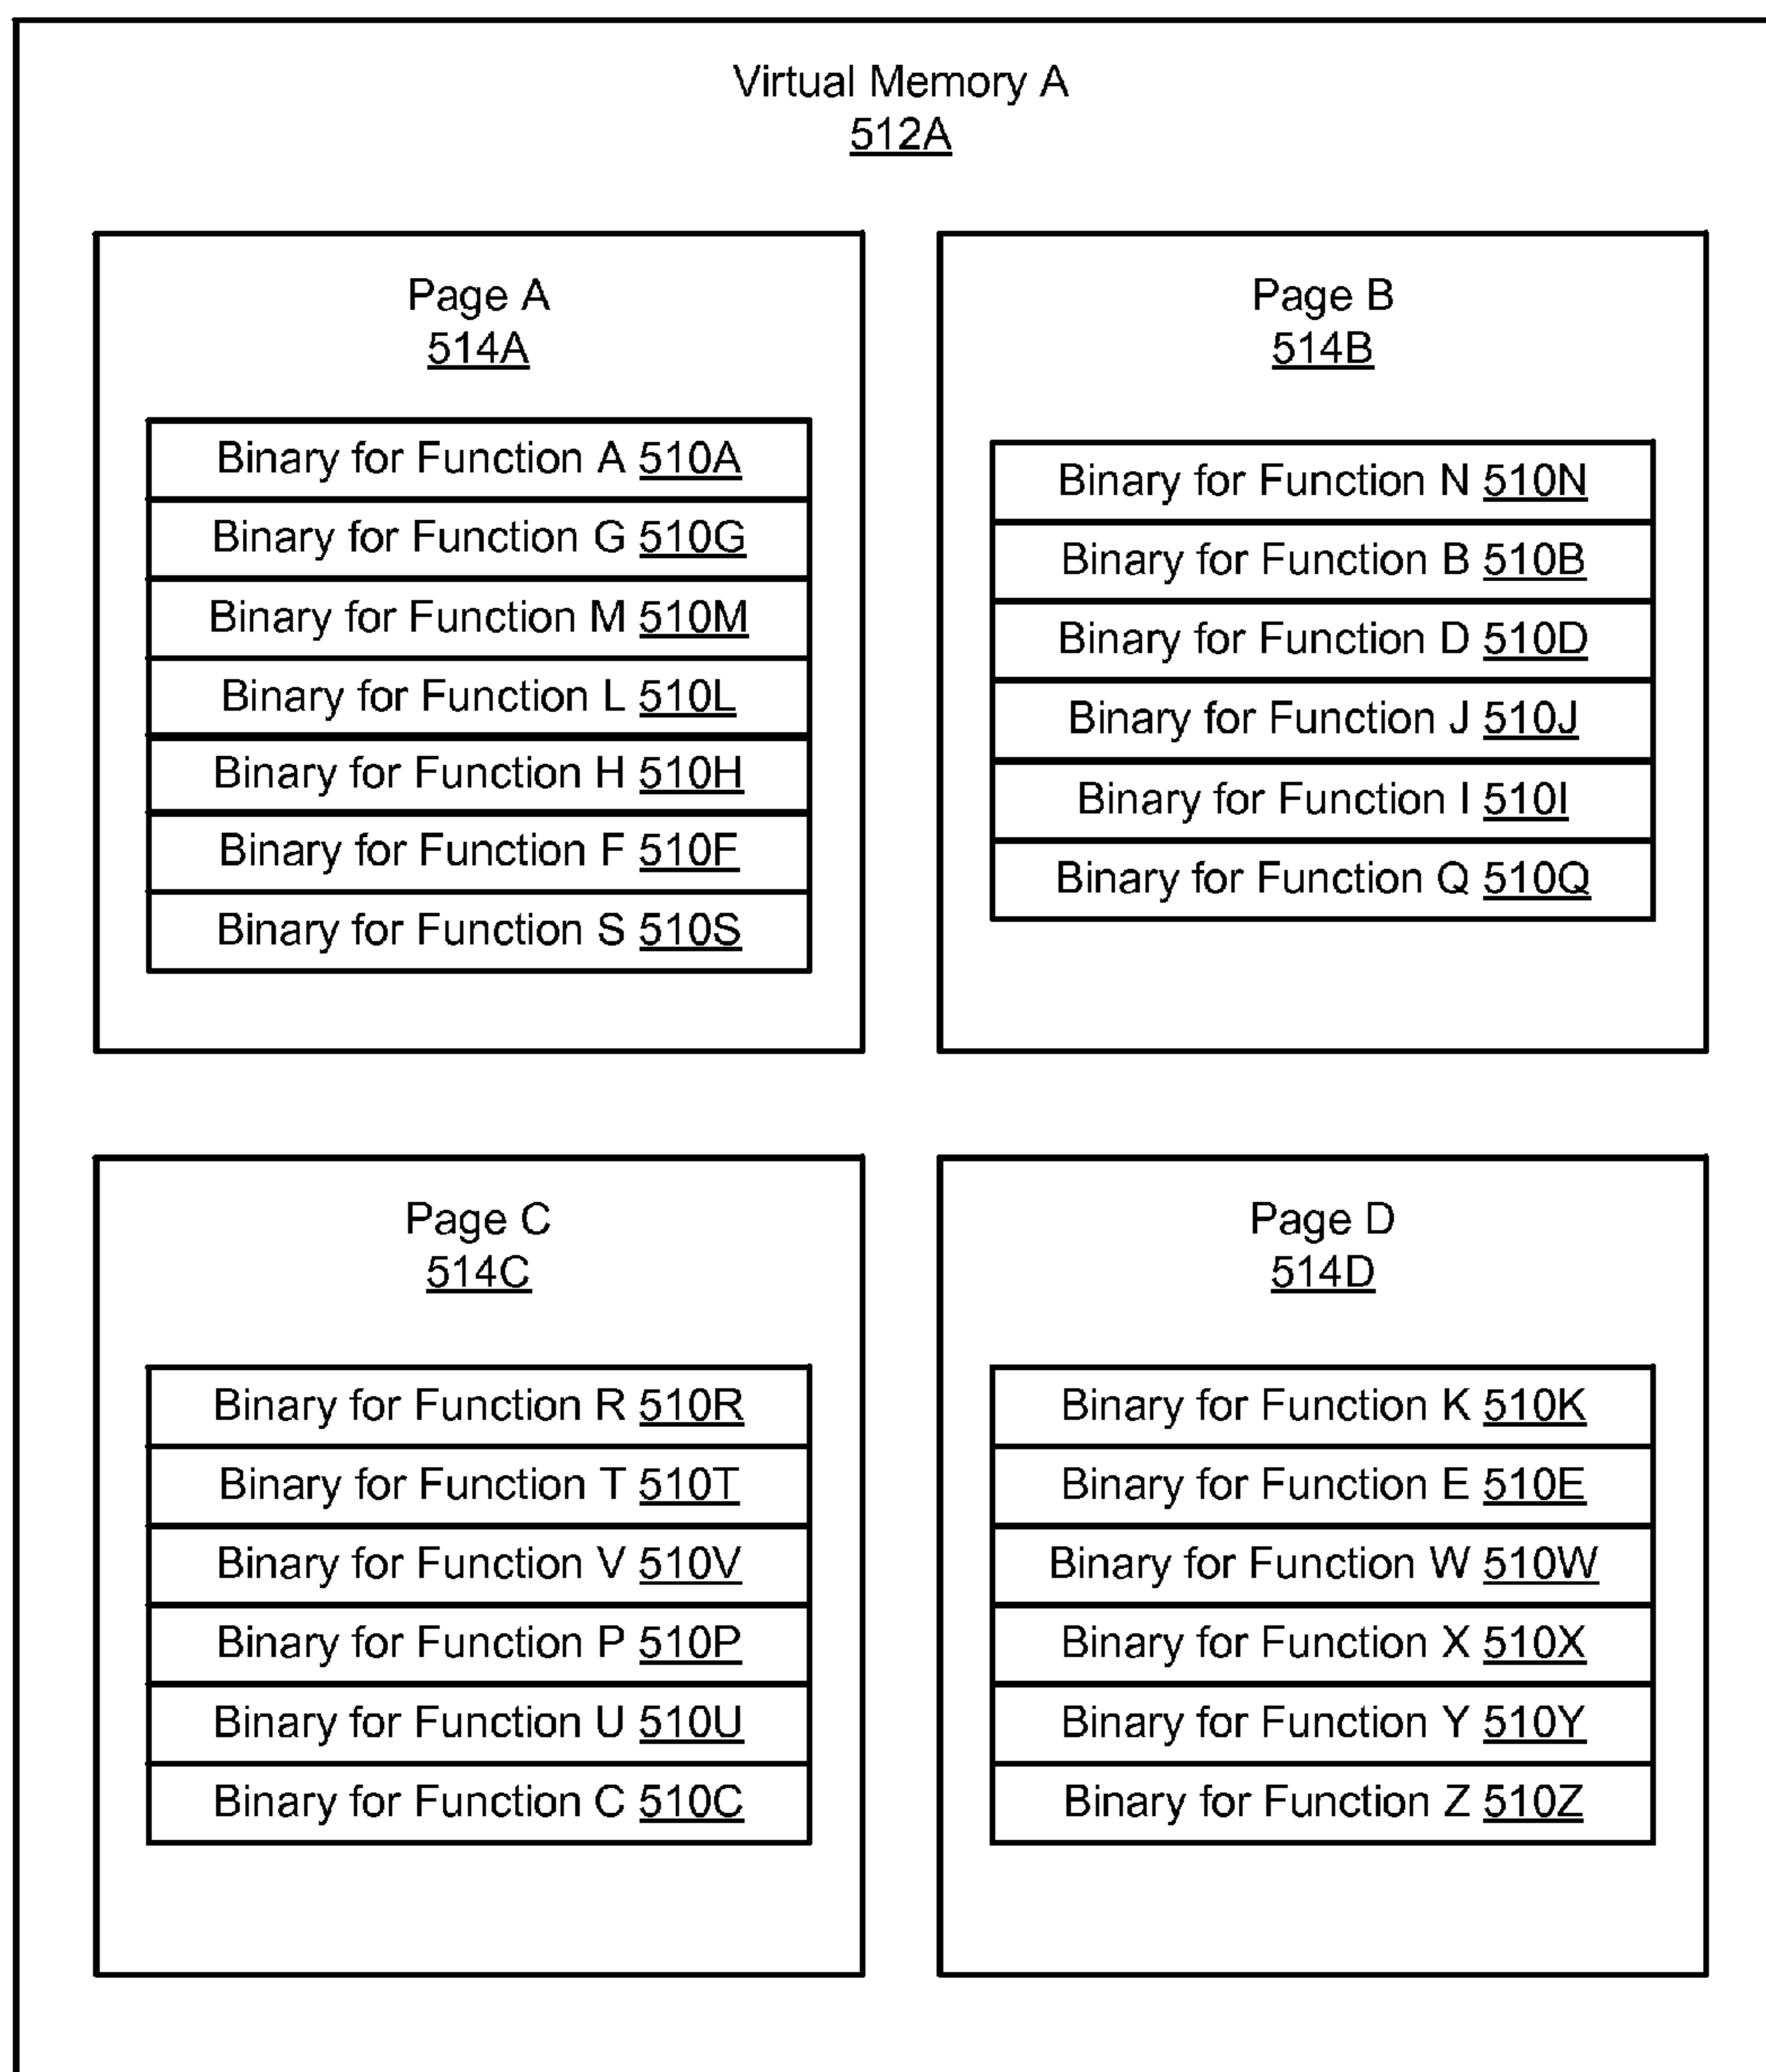 Virtual Memory A
512A
Page A
514A
Binary for Function A 510A
Binary for Function G 510G
Binary for Function M 510M
Binary for Function L 510L
Binary for Function H 510H
Binary for Function F 510F
Binary for Function S 510S
Page B
514B
Binary for Function N 510N
Binary for Function B 510B
Binary for Function D 510D
Binary for Function J 510J
Binary for Function I 510I
Binary for Function Q 510Q
Page C
514C
Binary for Function R 510R
Binary for Function T 510T
Binary for Function V 510V
Binary for Function P 510P
Binary for Function U 510U
Binary for Function C 510C
Page D
514D
Binary for Function K 510K
Binary for Function E 510E
Binary for Function W 510W
Binary for Function X 510X
Binary for Function Y 510Y
Binary for Function Z 510Z